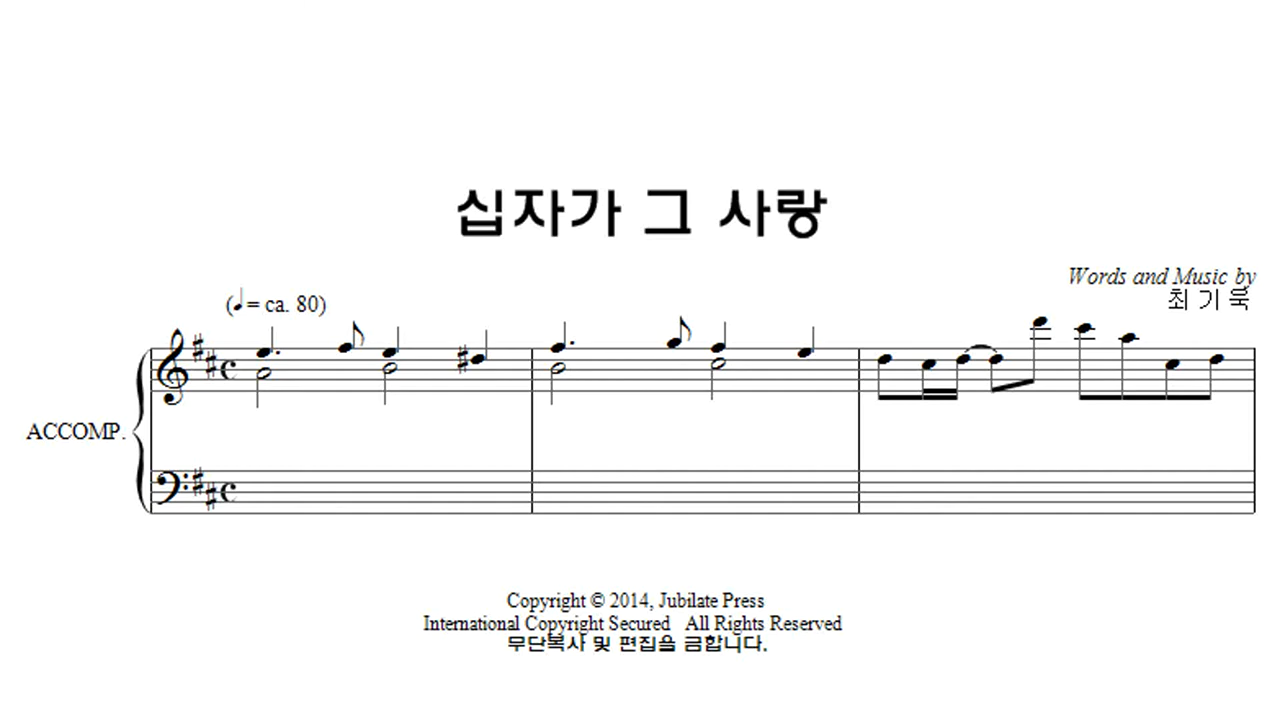 십자가 그 사랑
Words and Music by
최 기 욱
(♩= ca. 80)
ACCOMP.
Copyright © 2014, Jubilate Press
International Copyright Secured All Rights Reserved
무단복사 및 편집을 금합니다.